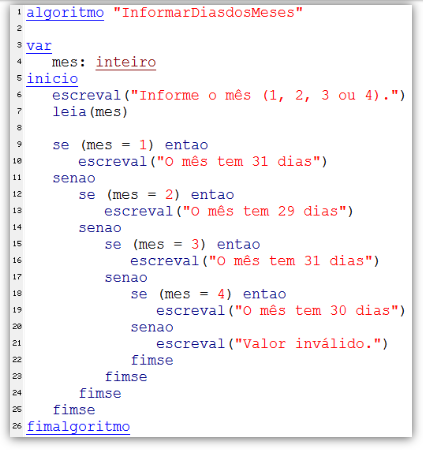 1 algoritmo "InformarDiasdosMeses"
2
3 var
4 mes: inteiro
5 inicio
6 escreval("Informe o mês (1, 2, 3 ou 4).")
7 leia(mes)
8
9 se (mes = 1) entao
10 escreval("O mês tem 31 dias")
11 senao
12 se (mes = 2) entao
13 escreval("O mês tem 29 dias")
14 senao
15 se (mes = 3) entao
16 escreval("O mês tem 31 dias")
17 senao
18 se (mes = 4) entao
19 escreval("O mês tem 30 dias")
20 senao
21 escreval("Valor inválido.")
22 fimse
23 fimse
24 fimse
25 fimse
26 fimalgoritmo